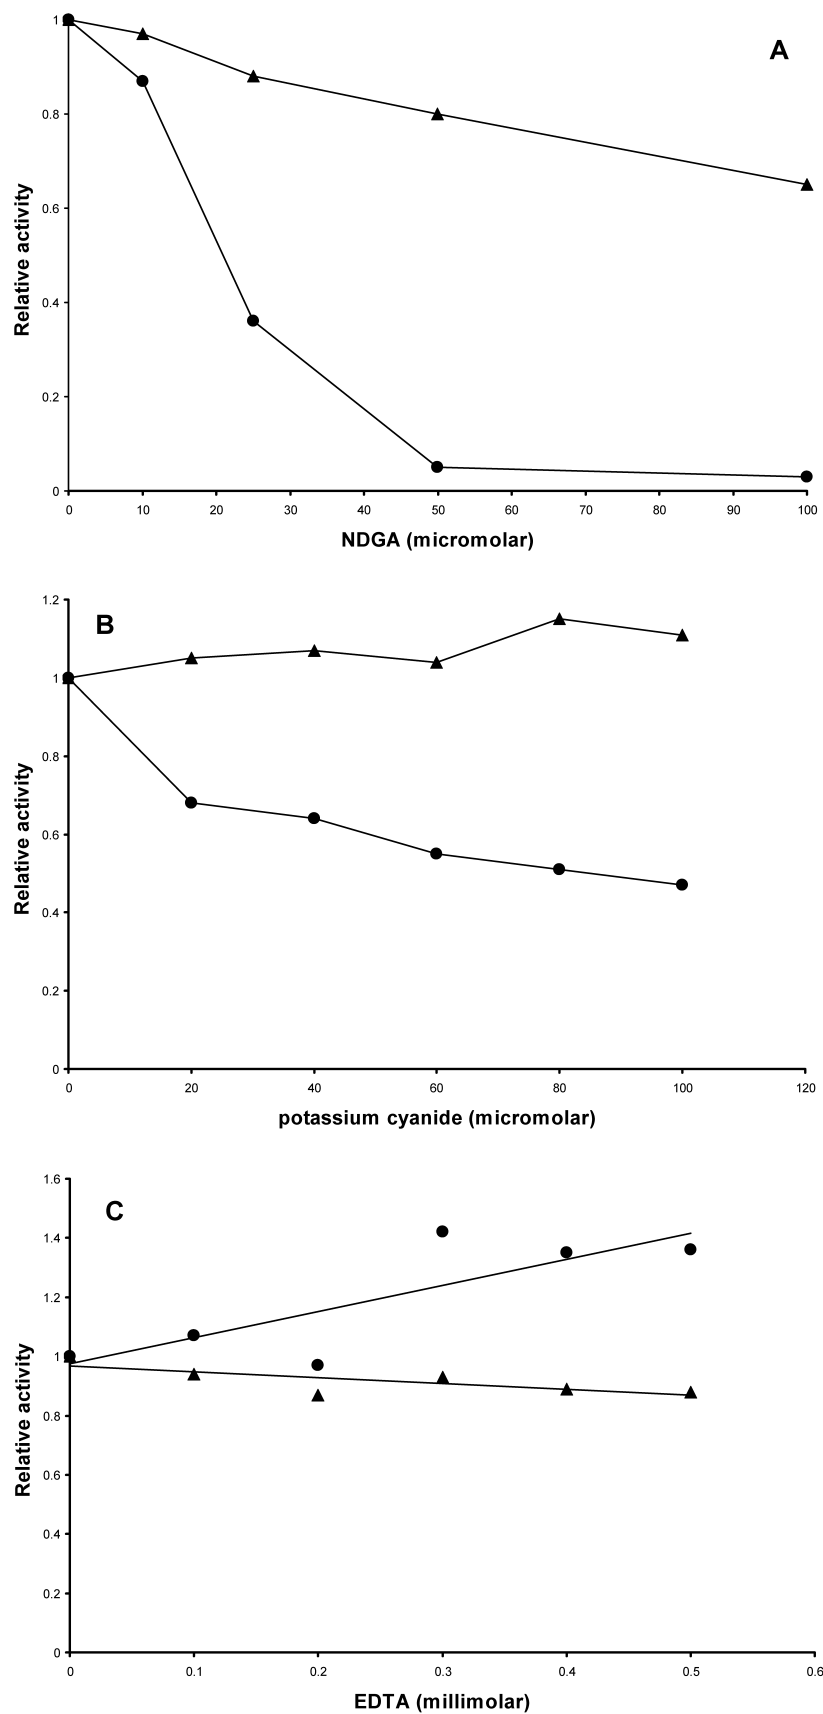 A
Relative activity
1
0.8
0.6
0.4
0.2
0
0 10 20 30 40 50 60 70 80 90 100
NDGA (micromolar)
B
Relative activity
1.2
1
0.8
0.6
0.4
0.2
0
0 20 40 60 80 100 120
potassium cyanide (micromolar)
C
Relative activity
1.6
1.4
1.2
1
0.8
0.6
0.4
0.2
0
0 0.1 0.2 0.3 0.4 0.5 0.6
EDTA (millimolar)